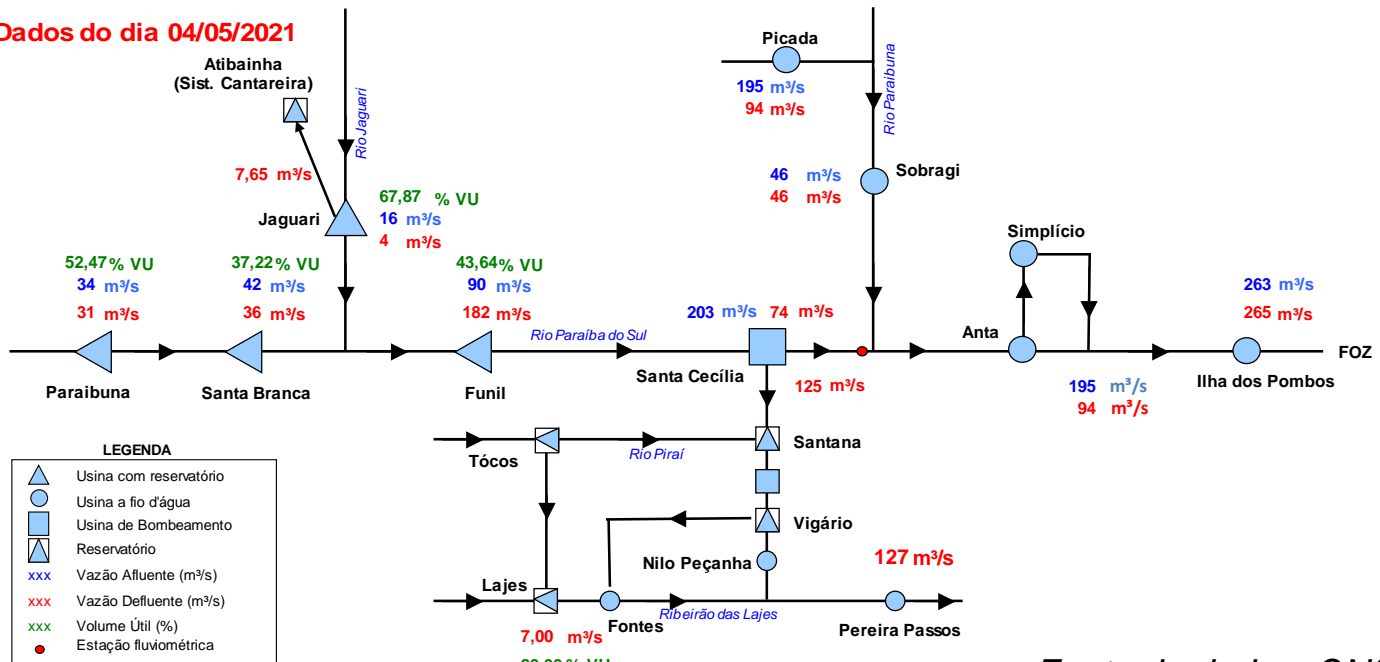 Dados do dia 04/05/2021
Atibainha
(Sist. Cantareira)
Rio Jaguari
7,65 m³/s
Jaguari
67,87 % VU
16 m³/s
4 m³/s
Picada
195 m³/s
94 m³/s
Rio Paraibuna
46 m³/s
46 m³/s
Sobragi
Simplício
52,47 % VU
34 m³/s
31 m³/s
Paraibuna
37,22 % VU
42 m³/s
36 m³/s
Santa Branca
43,64 % VU
90 m³/s
182 m³/s
Funil
Rio Paraíba do Sul
203 m³/s 74 m³/s
Santa Cecília
125 m³/s
Anta
195 m³/s
94 m³/s
263 m³/s
265 m³/s
Ilha dos Pombos
FOZ
Tócos
Rio Piraí
Santana
Vigário
Nilo Peçanha
127 m³/s
Lajes
7,00 m³/s
Fontes
Ribeirão das Lajes
Pereira Passos
LEGENDA
Usina com reservatório
Usina a fio d'água
Usina de Bombeamento
Reservatório
xxx Vazão Afluente (m³/s)
xxx Vazão Defluente (m³/s)
xxx Volume Útil (%)
Estação fluviométrica